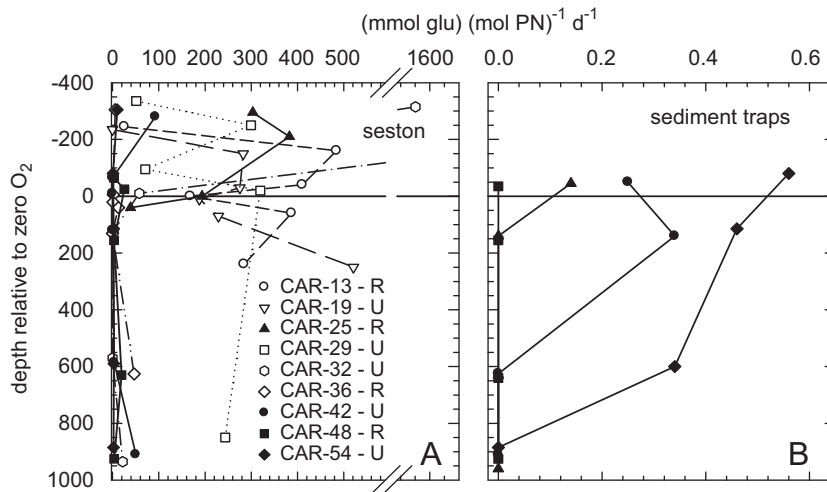 (mmol glu) (mol PN)⁻¹ d⁻¹
0 100 200 300 400 500 1600
0.0 0.2 0.4 0.6
depth relative to zero O₂
-400
-200
0
200
400
600
800
1000
seston
sediment traps
CAR-13 - R
CAR-19 - U
CAR-25 - R
CAR-29 - U
CAR-32 - U
CAR-36 - R
CAR-42 - U
CAR-48 - R
CAR-54 - U
A
B